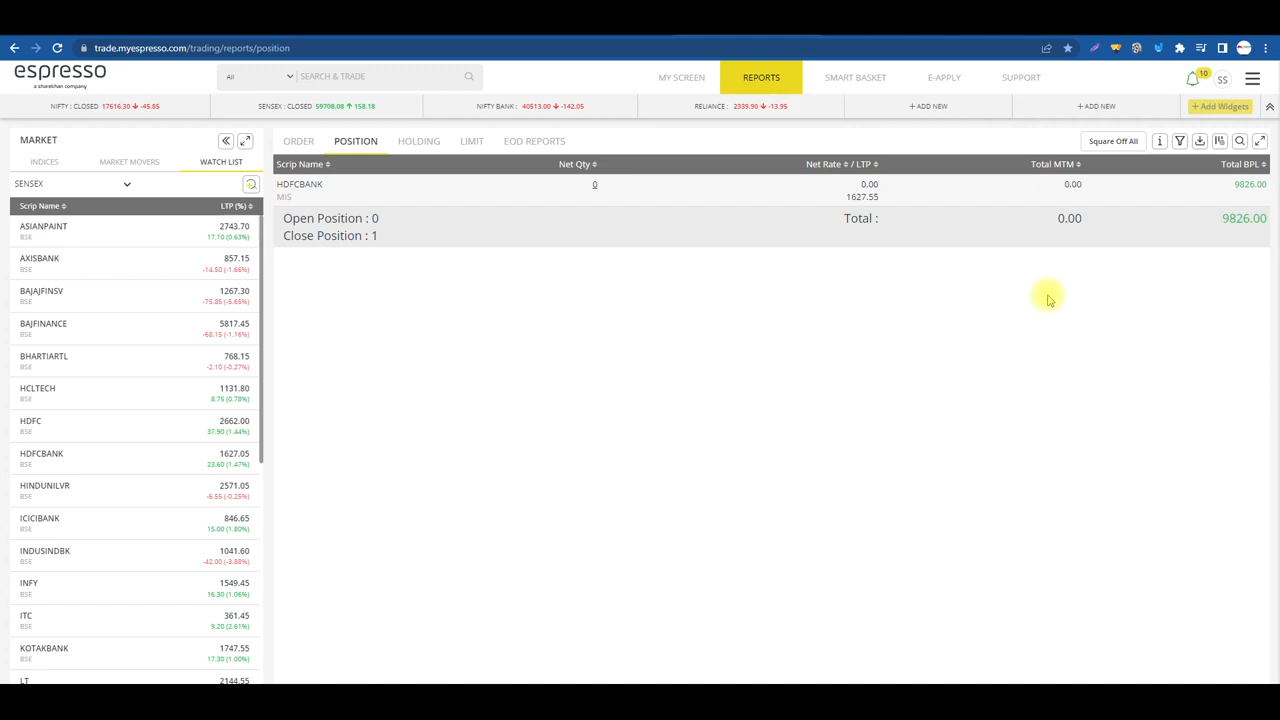 trade.myespresso.com/trading/reports/position
espresso
a sharekhan company
All
SEARCH & TRADE
MY SCREEN
REPORTS
SMART BASKET
E-APPLY
SUPPORT
10
SS
NIFTY : CLOSED 17616.30 -45.85
SENSEX : CLOSED 59708.08 158.18
NIFTY BANK : 40513.00 -142.05
RELIANCE : 2339.90 -13.95
+ ADD NEW
+ ADD NEW
+ Add Widgets
MARKET
INDICES
MARKET MOVERS
WATCH LIST
SENSEX
Scrip Name LTP (%)
ASIANPAINT 2743.70
BSE 17.10 (0.63%)
AXISBANK 857.15
BSE -14.50 (-1.66%)
BAJAJFINSV 1267.30
BSE -75.85 (-5.65%)
BAJFINANCE 5817.45
BSE -68.15 (-1.16%)
BHARTIARTL 768.15
BSE -2.10 (-0.27%)
HCLTECH 1131.80
BSE 8.75 (0.78%)
HDFC 2662.00
BSE 37.90 (1.44%)
HDFCBANK 1627.05
BSE 23.60 (1.47%)
HINDUNILVR 2571.05
BSE -6.55 (-0.25%)
ICICIBANK 846.65
BSE 15.00 (1.80%)
INDUSINDBK 1041.60
BSE -42.00 (-3.88%)
INFY 1549.45
BSE 16.30 (1.06%)
ITC 361.45
BSE 9.20 (2.61%)
KOTAKBANK 1747.55
BSE 17.30 (1.00%)
LT 2144.55
ORDER
POSITION
HOLDING
LIMIT
EOD REPORTS
Square Off All
Scrip Name Net Qty Net Rate / LTP Total MTM Total BPL
HDFCBANK 0 0.00 0.00 9826.00
MIS 1627.55
Open Position : 0 Total : 0.00 9826.00
Close Position : 1